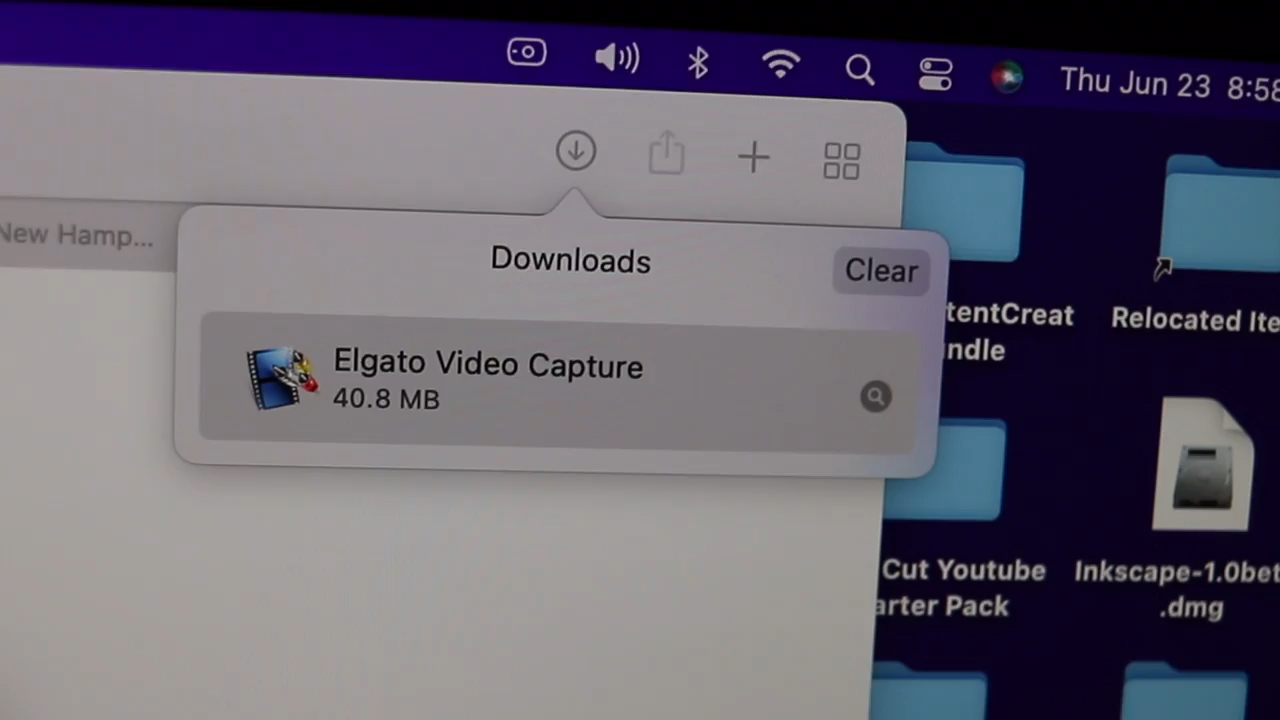 Thu Jun 23 8:58
New Hamp...
Downloads
Clear
Elgato Video Capture
40.8 MB
tentCreat
ndle
Relocated Ite
Cut Youtube
arter Pack
Inkscape-1.0bet
.dmg